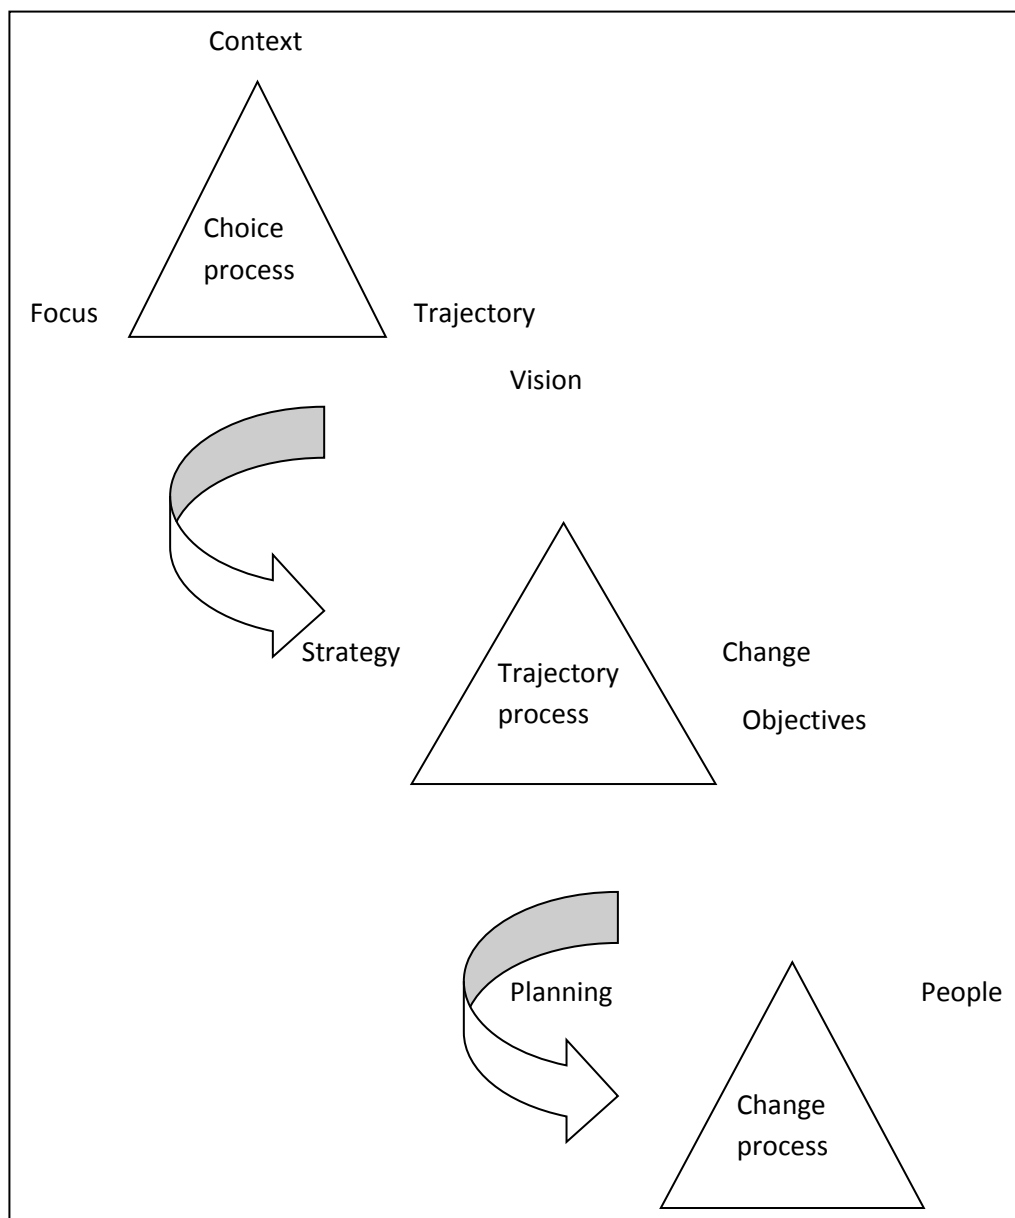 Context
Choice
process
Focus
Trajectory
Vision
Strategy
Change
Trajectory
process
Objectives
Planning
People
Change
process